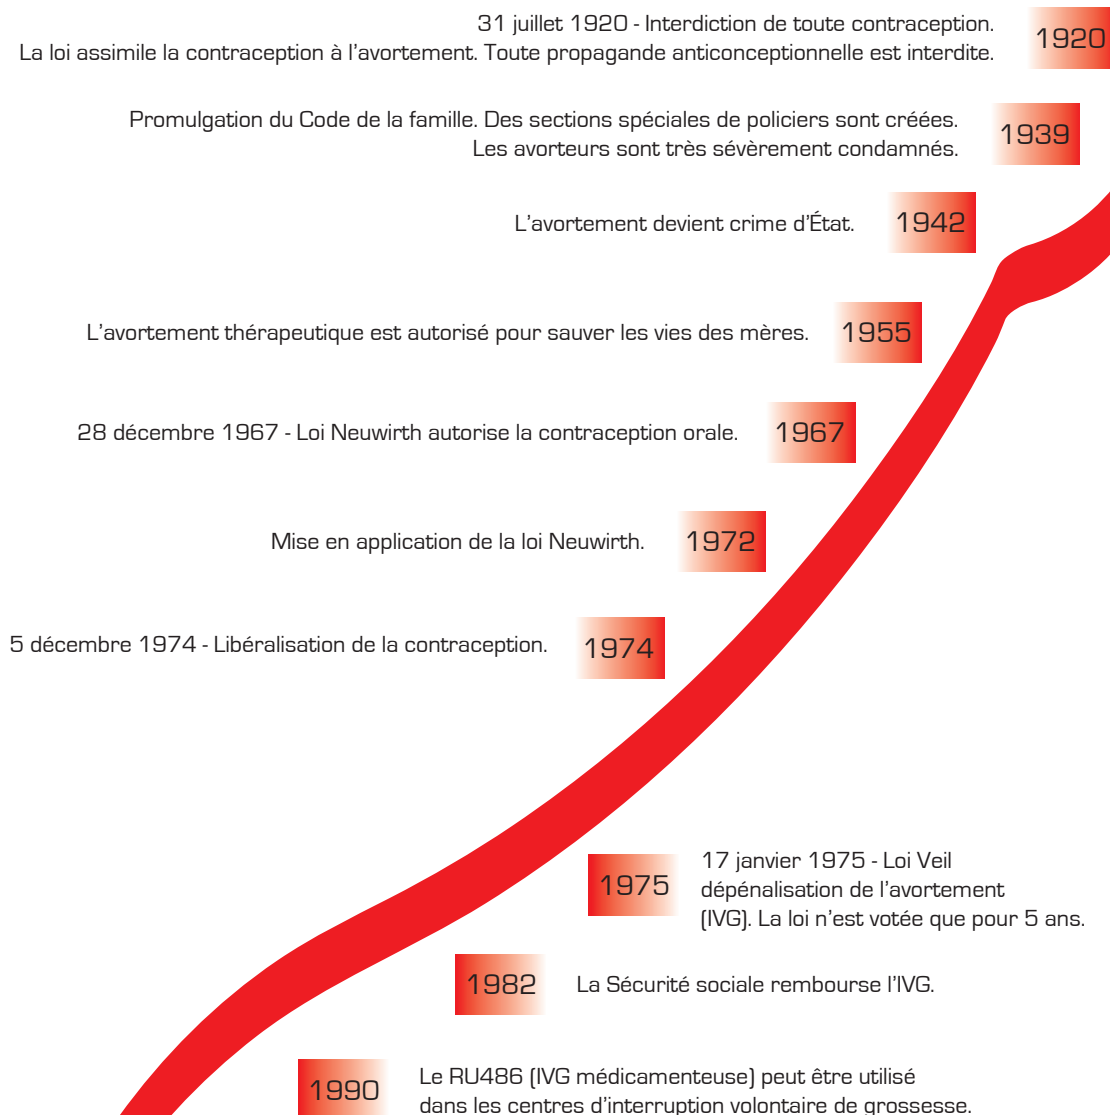 31 juillet 1920 - Interdiction de toute contraception.
La loi assimile la contraception à l'avortement. Toute propagande anticonceptionnelle est interdite.
1920
Promulgation du Code de la famille. Des sections spéciales de policiers sont créées.
Les avorteurs sont très sévèrement condamnés.
1939
L'avortement devient crime d'État.
1942
L'avortement thérapeutique est autorisé pour sauver les vies des mères.
1955
28 décembre 1967 - Loi Neuwirth autorise la contraception orale.
1967
Mise en application de la loi Neuwirth.
1972
5 décembre 1974 - Libéralisation de la contraception.
1974
1975
17 janvier 1975 - Loi Veil
dépénalisation de l'avortement
(IVG). La loi n'est votée que pour 5 ans.
1982
La Sécurité sociale rembourse l'IVG.
1990
Le RU486 (IVG médicamenteuse) peut être utilisé
dans les centres d'interruption volontaire de grossesse.